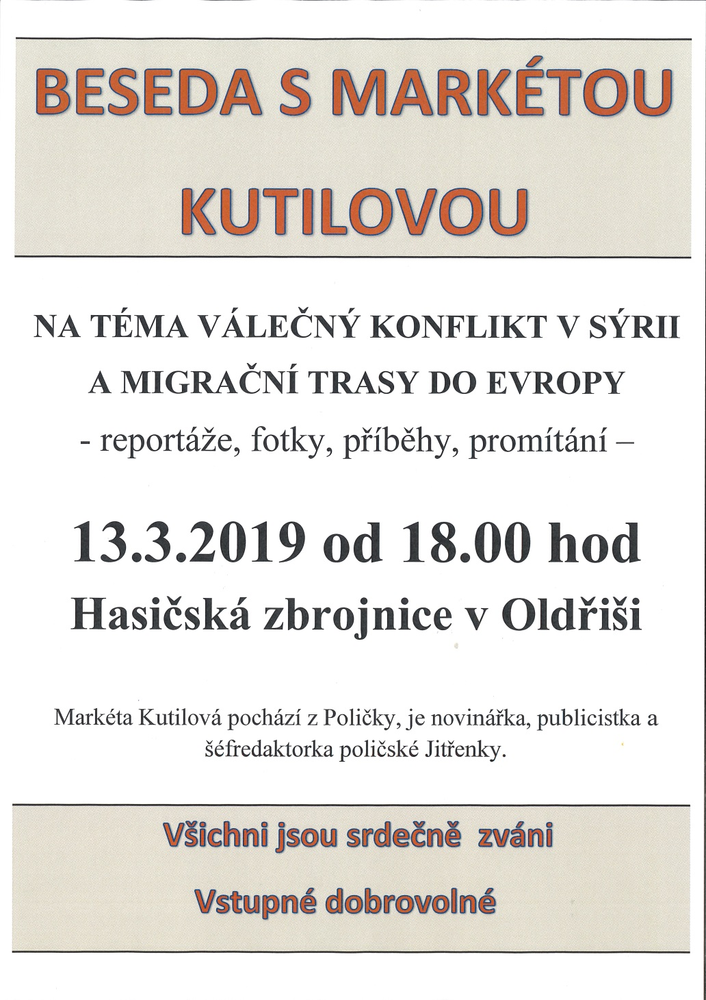 BESEDA S MARKÉTOU
KUTILOVOU
NA TÉMA VÁLEČNÝ KONFLIKT V SÝRII
A MIGRAČNÍ TRASY DO EVROPY
- reportáže, fotky, příběhy, promítání –
13.3.2019 od 18.00 hod
Hasičská zbrojnice v Oldřiši
Markéta Kutilová pochází z Poličky, je novinářka, publicistka a
šéfredaktorka poličské Jitřenky.
Všichni jsou srdečně zváni
Vstupné dobrovolné